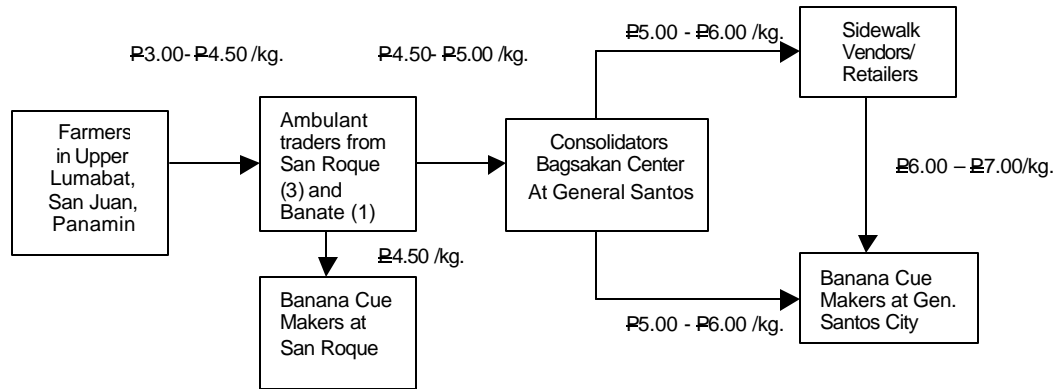 ₱3.00- ₱4.50 /kg.
₱4.50- ₱5.00 /kg.
₱5.00 - ₱6.00 /kg.
Sidewalk
Vendors/
Retailers
Farmers
in Upper
Lumabat,
San Juan,
Panamin
Ambulant
traders from
San Roque
(3) and
Banate (1)
Consolidators
Bagsakan Center
At General Santos
₱6.00 – ₱7.00/kg.
₱4.50 /kg.
Banana Cue
Makers at
San Roque
₱5.00 - ₱6.00 /kg.
Banana Cue
Makers at Gen.
Santos City